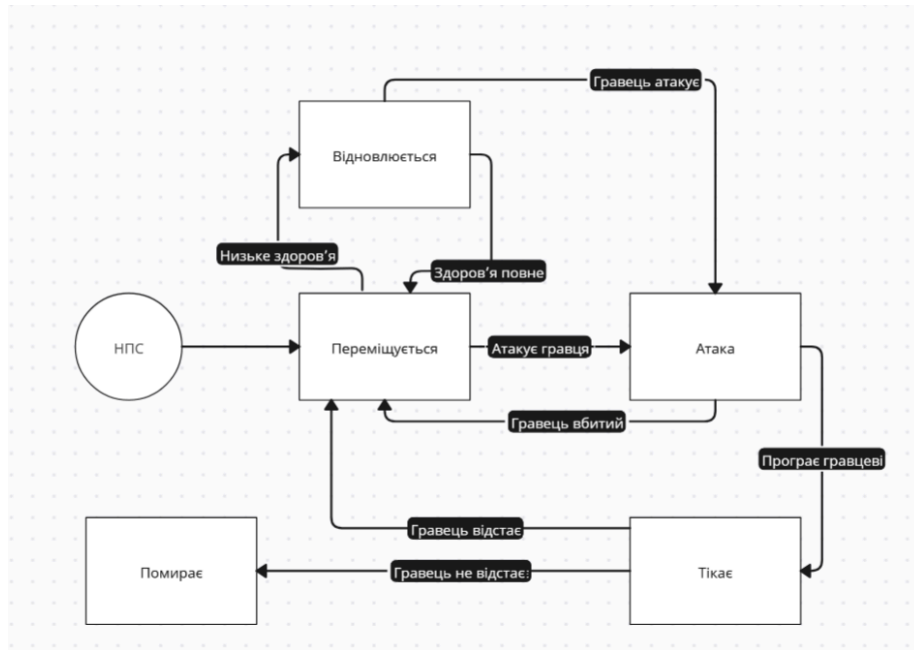 Гравець атакує
Відновлюється
Низьке здоров’я
Здоров’я повне
НПС
Переміщується
Атакує гравця
Атака
Гравець вбитий
Програє гравцеві
Гравець відстає
Помирає
Гравець не відстає
Тікає